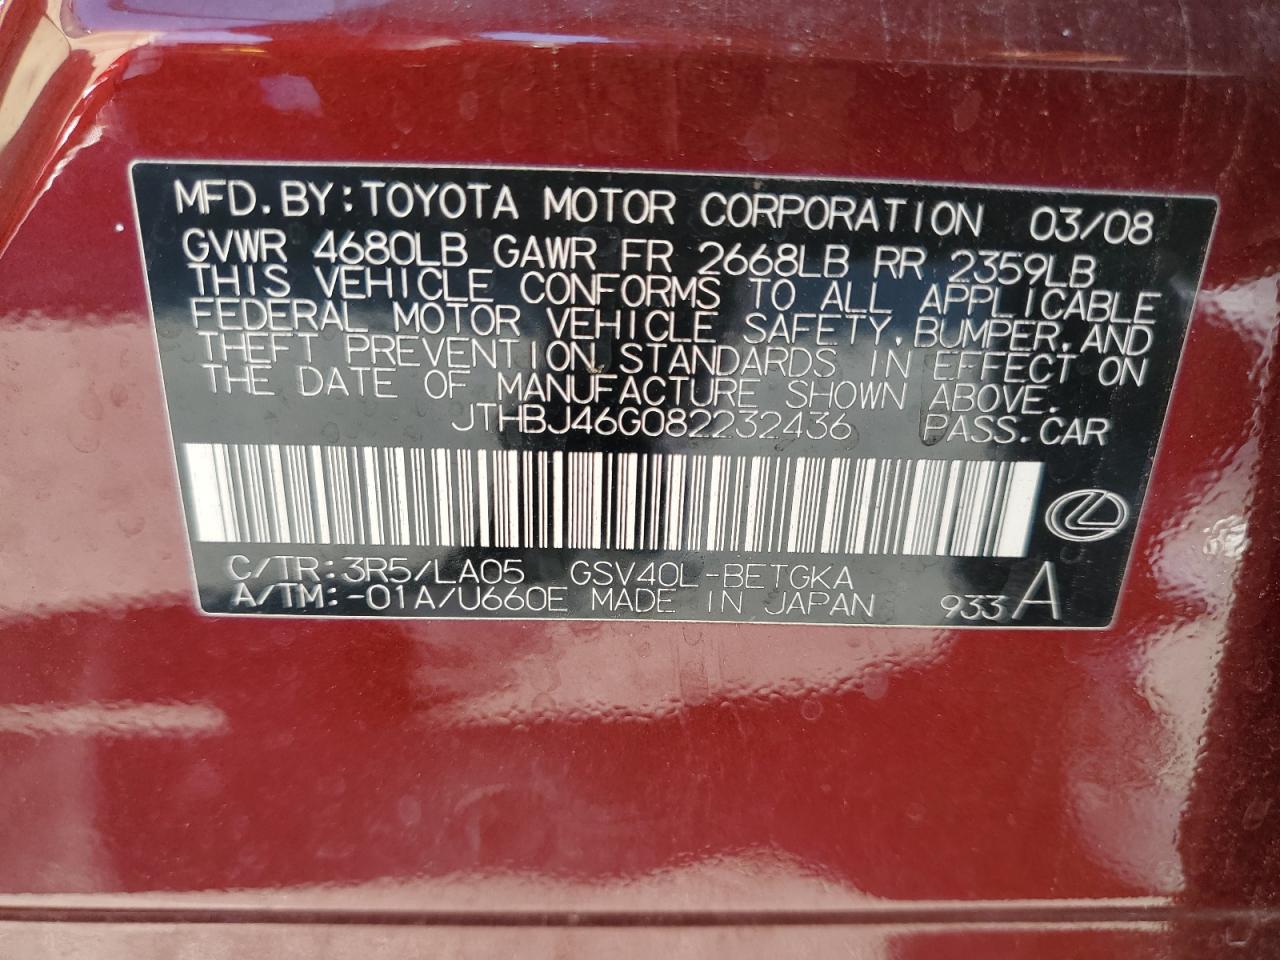 MFD.BY:TOYOTA MOTOR CORPORATION 03/08
GVWR 4680LB GAWR FR 2668LB RR 2359LB
THIS VEHICLE CONFORMS TO ALL APPLICABLE
FEDERAL MOTOR VEHICLE SAFETY,BUMPER,AND
THEFT PREVENTION STANDARDS IN EFFECT ON
THE DATE OF MANUFACTURE SHOWN ABOVE.
JTHBJ46G082232436 PASS.CAR
C/TR:3R5/LA05 GSV40L-BETGKA
A/TM:-01A/U660E MADE IN JAPAN 933 A